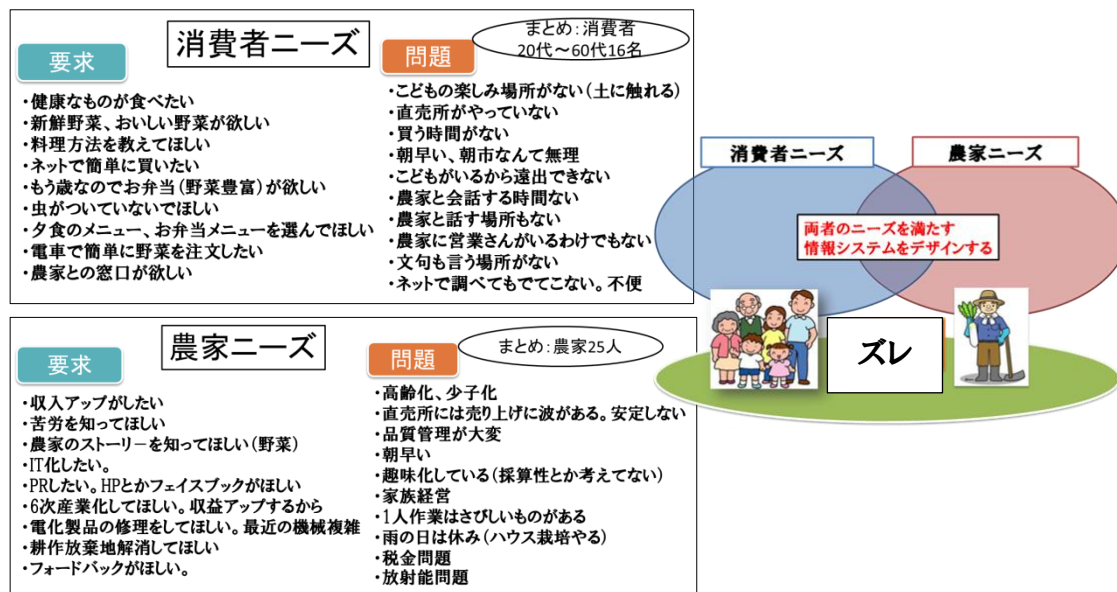 消費者ニーズ
まとめ：消費者
20代～60代16名
要求
・健康なものが食べたい
・新鮮野菜、おいしい野菜が欲しい
・料理方法を教えてほしい
・ネットで簡単に買いたい
・もう歳なのでお弁当（野菜豊富）が欲しい
・虫がついていないでほしい
・夕食のメニュー、お弁当メニューを選んでほしい
・電車で簡単に野菜を注文したい
・農家との窓口が欲しい
問題
・こどもの楽しみ場所がない（土に触れる）
・直売所がやっていない
・買う時間がない
・朝早い、朝市なんて無理
・こどもがいるから遠出できない
・農家と会話する時間ない
・農家と話す場所もない
・農家に営業さんがいるわけでもない
・文句も言う場所がない
・ネットで調べてもでてこない。不便
農家ニーズ
まとめ：農家25人
要求
・収入アップがしたい
・苦労を知ってほしい
・農家のストーリーを知ってほしい（野菜）
・IT化したい。
・PRしたい。HPとかフェイスブックがほしい
・6次産業化してほしい。収益アップするから
・電化製品の修理をしてほしい。最近の機械複雑
・耕作放棄地解消してほしい
・フォードバックがほしい。
問題
・高齢化、少子化
・直売所には売り上げに波がある。安定しない
・品質管理が大変
・朝早い
・趣味化している（採算性とか考えてない）
・家族経営
・1人作業はさびしいものがある
・雨の日は休み（ハウス栽培やる）
・税金問題
・放射能問題
消費者ニーズ
農家ニーズ
両者のニーズを満たす
情報システムをデザインする
ズレ